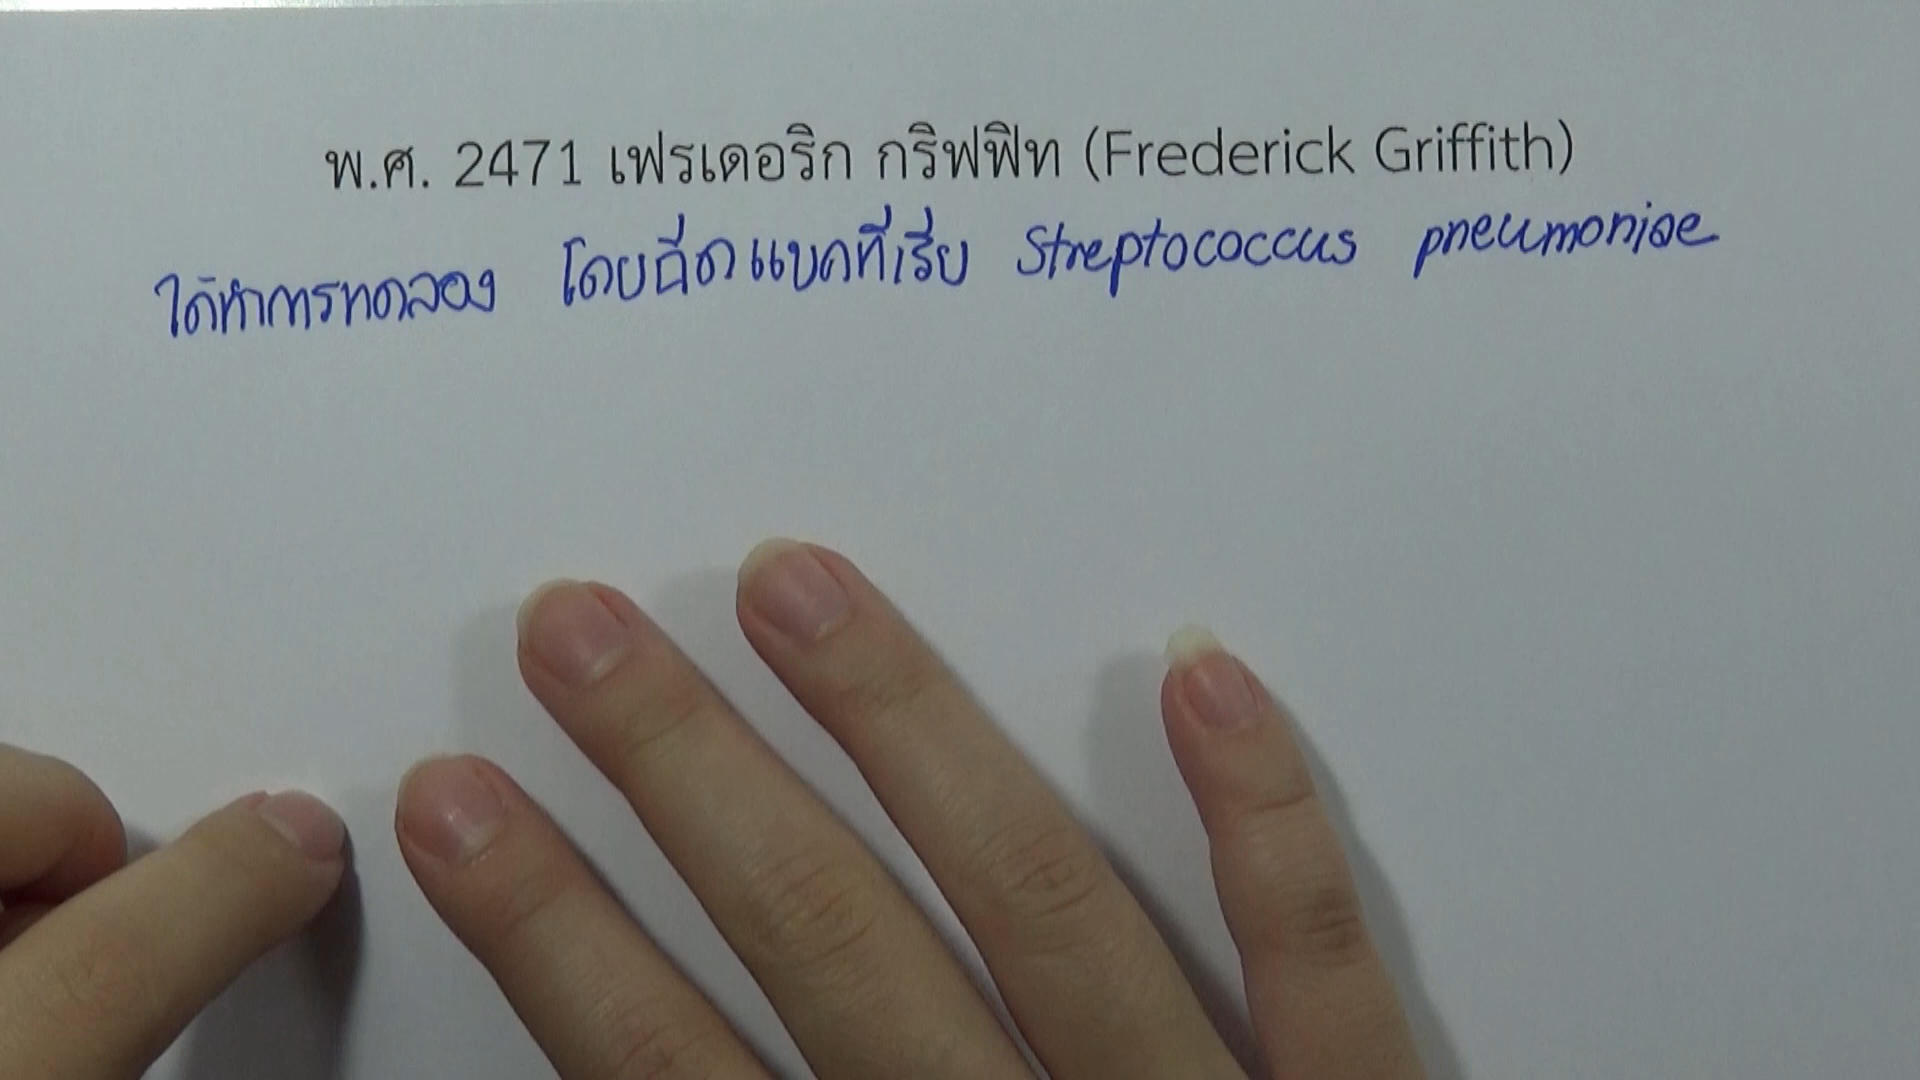 พ.ศ. 2471 เฟรเดอริก กริฟฟิท (Frederick Griffith)
ได้ทำการทดลอง โดยฉีดแบคทีเรีย Streptococcus pneumoniae